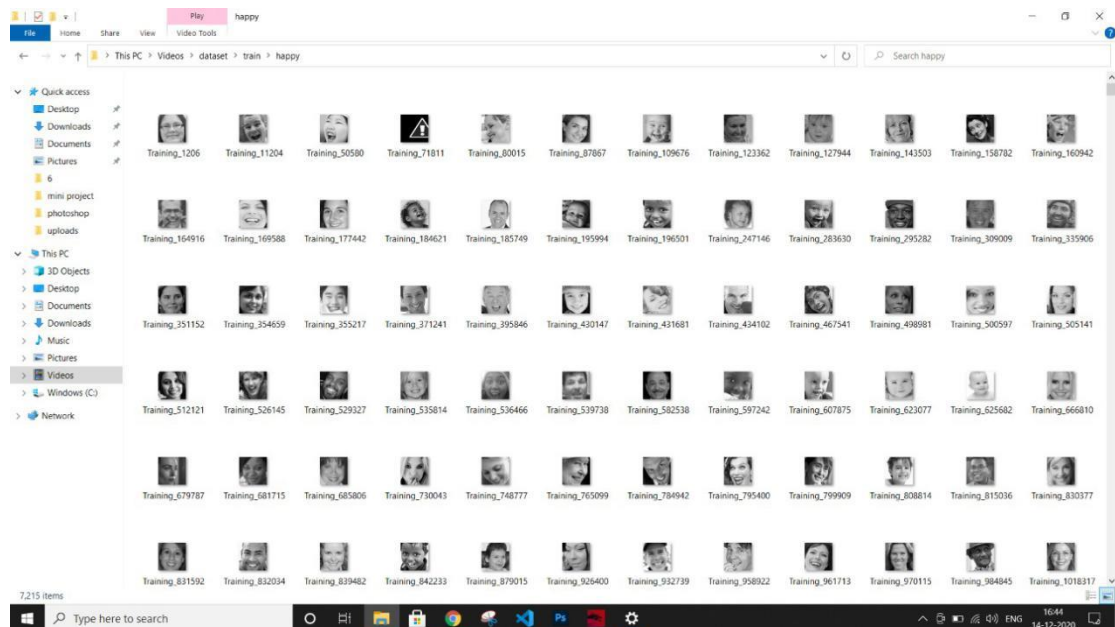 Play happy
File Home Share View Video Tools
This PC > Videos > dataset > train > happy
Search happy
Quick access
Desktop
Downloads
Documents
Pictures
6
mini project
photoshop
uploads
This PC
3D Objects
Desktop
Documents
Downloads
Music
Pictures
Videos
Windows (C:)
Network
Training_1206 Training_11204 Training_50580 Training_71811 Training_80015 Training_87867 Training_109676 Training_123362 Training_127944 Training_143503 Training_158782 Training_160942
Training_164916 Training_169588 Training_177442 Training_184621 Training_185749 Training_195994 Training_196501 Training_247146 Training_283630 Training_295282 Training_309009 Training_335906
Training_351152 Training_354659 Training_355217 Training_371241 Training_395846 Training_430147 Training_431681 Training_434102 Training_467541 Training_498981 Training_500597 Training_505141
Training_512121 Training_526145 Training_529327 Training_535814 Training_536466 Training_539738 Training_582538 Training_597242 Training_607875 Training_623077 Training_625682 Training_666810
Training_679787 Training_681715 Training_685806 Training_730043 Training_748777 Training_765099 Training_784942 Training_795400 Training_799909 Training_808814 Training_815036 Training_830377
Training_831592 Training_832034 Training_839482 Training_842233 Training_879015 Training_926400 Training_932739 Training_958922 Training_961713 Training_970115 Training_984845 Training_1018317
7,215 items
Type here to search
Ps
ENG
16:44
14-12-2020